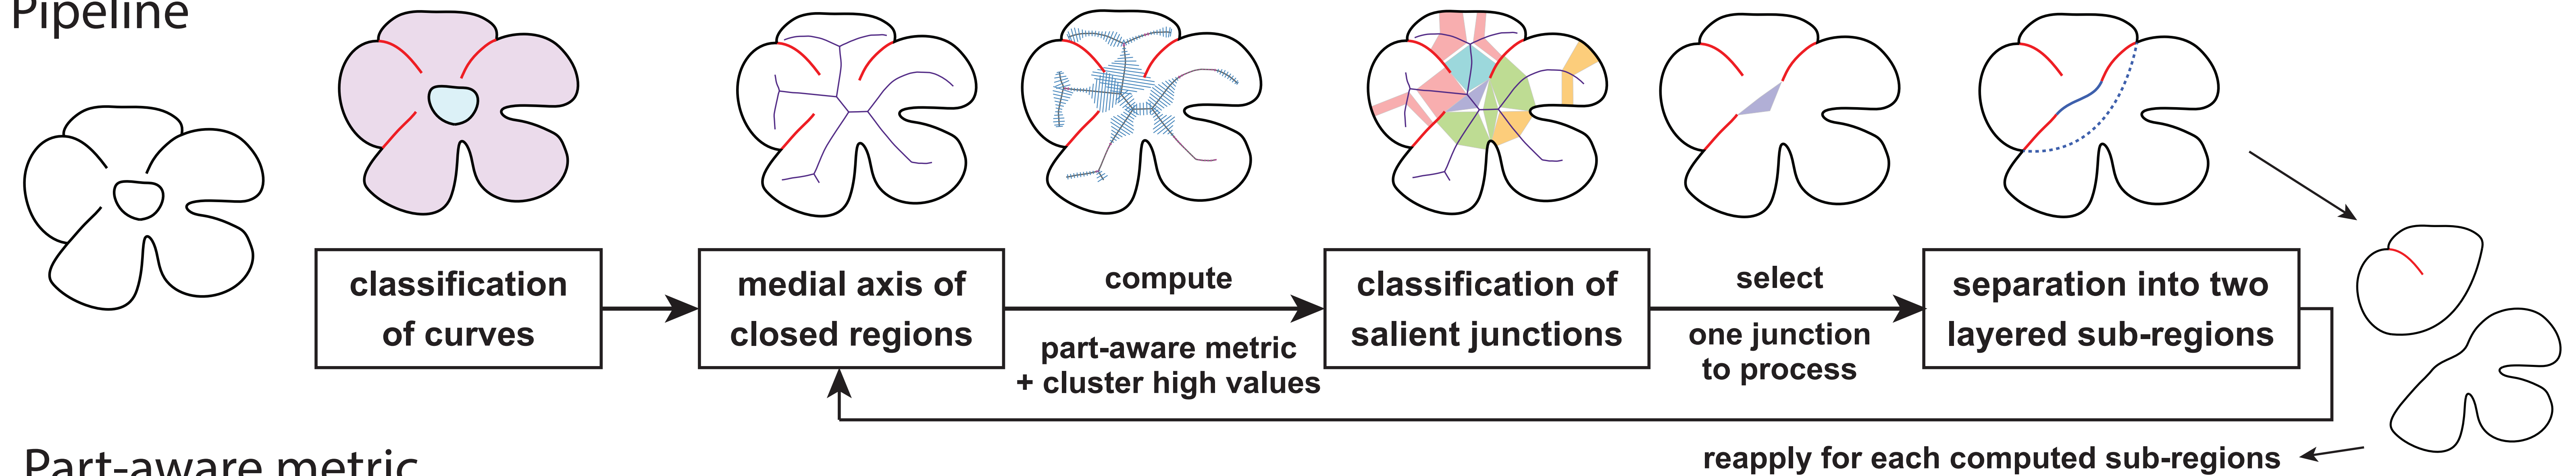 Pipeline
classification
of curves
medial axis of
closed regions
compute
part-aware metric
+ cluster high values
classification of
salient junctions
select
one junction
to process
separation into two
layered sub-regions
reapply for each computed sub-regions
Part-aware metric